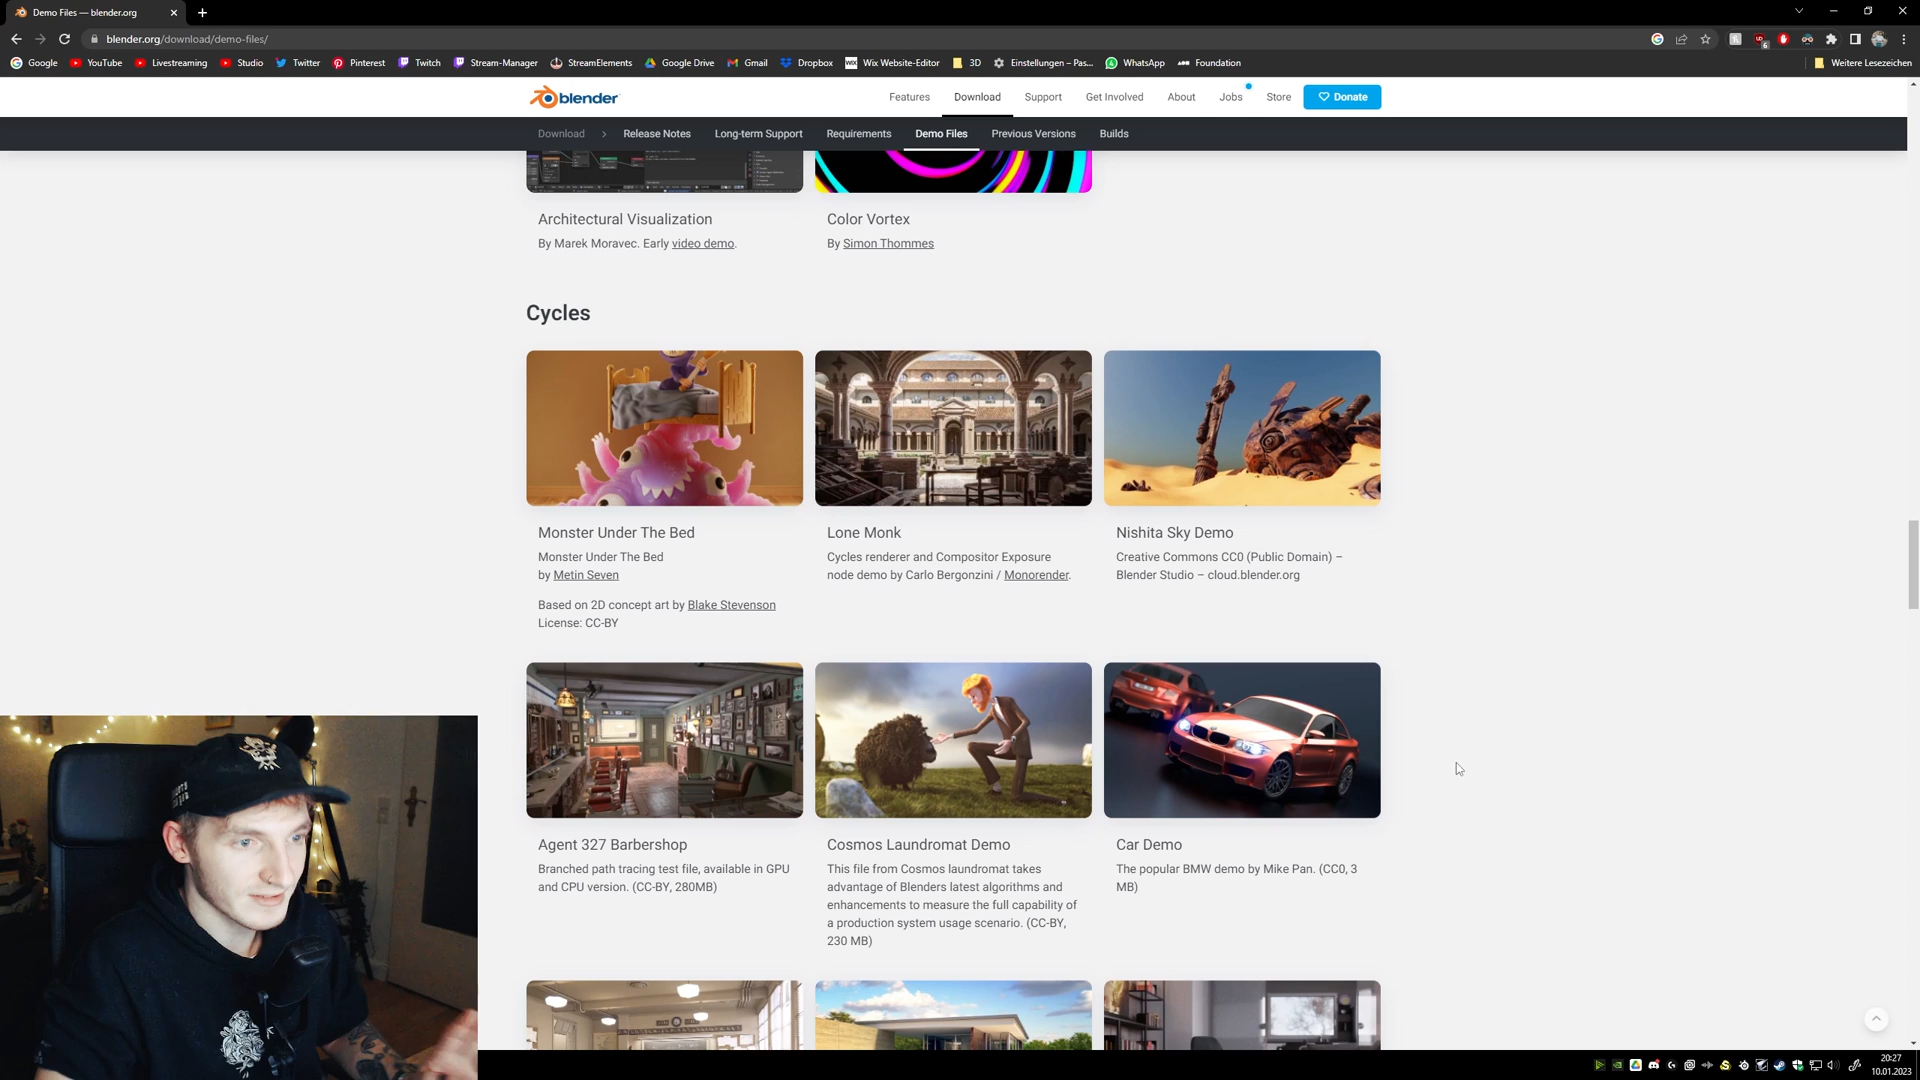 Demo Files — blender.org
blender.org/download/demo-files/
Google YouTube Livestreaming Studio Twitter Pinterest Twitch Stream-Manager StreamElements Google Drive Gmail Dropbox Wix Website-Editor 3D Einstellungen – Pas... WhatsApp Foundation Weitere Lesezeichen
blender Features Download Support Get Involved About Jobs Store Donate
Download > Release Notes Long-term Support Requirements Demo Files Previous Versions Builds
Architectural Visualization
By Marek Moravec. Early video demo.
Color Vortex
By Simon Thommes
Cycles
Monster Under The Bed
Monster Under The Bed
by Metin Seven
Based on 2D concept art by Blake Stevenson
License: CC-BY
Lone Monk
Cycles renderer and Compositor Exposure
node demo by Carlo Bergonzini / Monorender.
Nishita Sky Demo
Creative Commons CC0 (Public Domain) –
Blender Studio – cloud.blender.org
Agent 327 Barbershop
Branched path tracing test file, available in GPU
and CPU version. (CC-BY, 280MB)
Cosmos Laundromat Demo
This file from Cosmos laundromat takes
advantage of Blenders latest algorithms and
enhancements to measure the full capability of
a production system usage scenario. (CC-BY,
230 MB)
Car Demo
The popular BMW demo by Mike Pan. (CC0, 3
MB)
20:27
10.01.2023